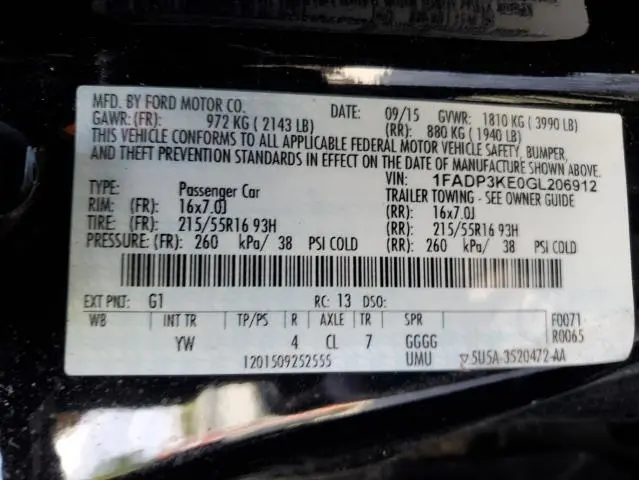 MFD. BY FORD MOTOR CO. DATE: 09/15 GVWR: 1810 KG ( 3990 LB)
GAWR: (FR): 972 KG ( 2143 LB) (RR): 880 KG ( 1940 LB)
THIS VEHICLE CONFORMS TO ALL APPLICABLE FEDERAL MOTOR VEHICLE SAFETY, BUMPER,
AND THEFT PREVENTION STANDARDS IN EFFECT ON THE DATE OF MANUFACTURE SHOWN ABOVE.
VIN: 1FADP3KE0GL206912
TYPE: Passenger Car TRAILER TOWING - SEE OWNER GUIDE
RIM: (FR): 16x7.0J (RR): 16x7.0J
TIRE: (FR): 215/55R16 93H (RR): 215/55R16 93H
PRESSURE: (FR): 260 kPa/ 38 PSI COLD (RR): 260 kPa/ 38 PSI COLD
EXT PNT: G1 RC: 13 DSO: F0071
WB INT TR TP/PS R AXLE TR SPR R0065
YW 4 CL 7 GGGG
1201509252555 UMU 5U5A-3520472-AA